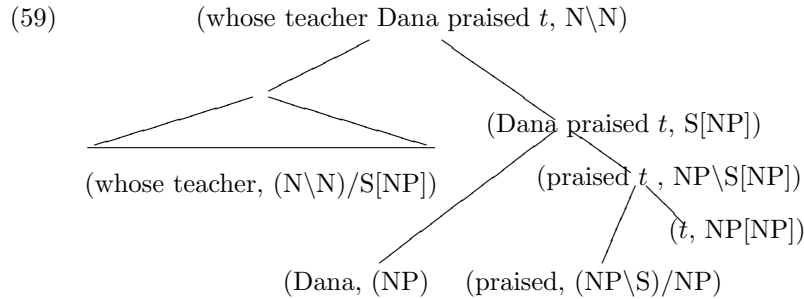 (59) (whose teacher Dana praised t, N\N)
(Dana praised t, S[NP])
(whose teacher, (N\N)/S[NP])
(praised t , NP\S[NP])
(t, NP[NP])
(Dana, (NP) (praised, (NP\S)/NP)